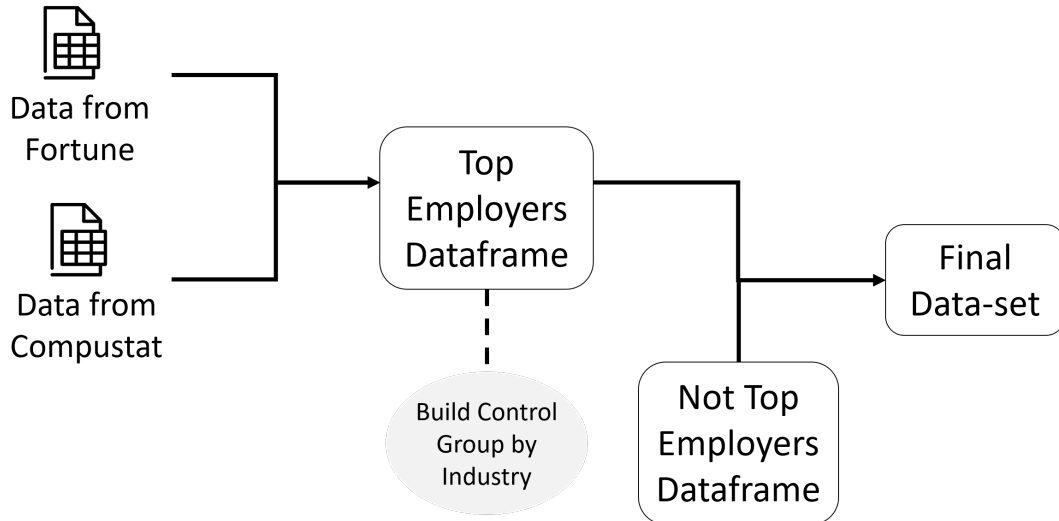 Data from
Fortune
Data from
Compustat
Top
Employers
Dataframe
Build Control
Group by
Industry
Not Top
Employers
Dataframe
Final
Data-set